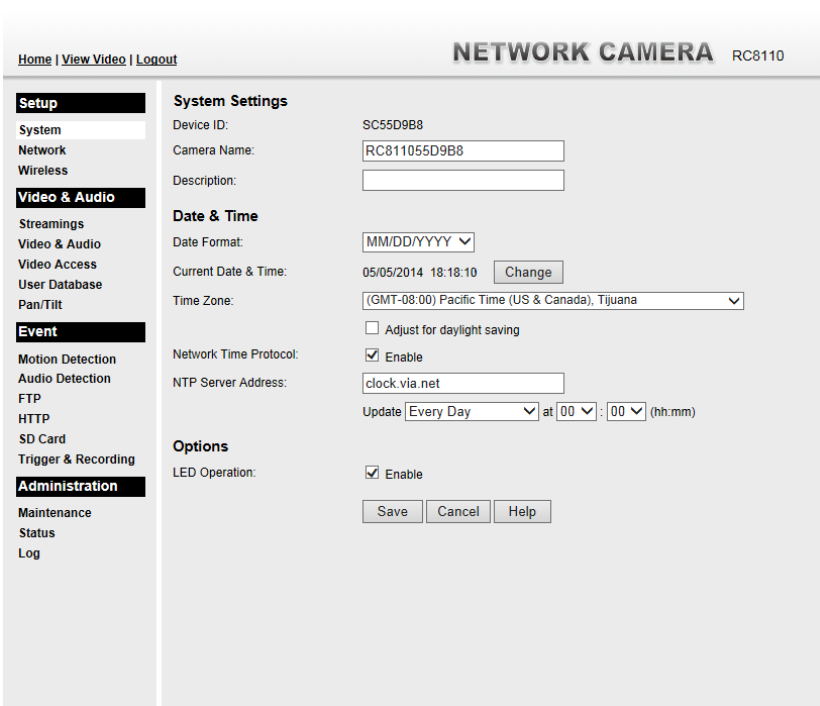 Home | View Video | Logout
NETWORK CAMERA RC8110
Setup
System
Network
Wireless
Video & Audio
Streamings
Video & Audio
Video Access
User Database
Pan/Tilt
Event
Motion Detection
Audio Detection
FTP
HTTP
SD Card
Trigger & Recording
Administration
Maintenance
Status
Log
System Settings
Device ID: SC55D9B8
Camera Name: RC811055D9B8
Description:
Date & Time
Date Format: MM/DD/YYYY
Current Date & Time: 05/05/2014 18:18:10 Change
Time Zone: (GMT-08:00) Pacific Time (US & Canada), Tijuana
Adjust for daylight saving
Network Time Protocol: Enable
NTP Server Address: clock.via.net
Update Every Day at 00 : 00 (hh:mm)
Options
LED Operation: Enable
Save Cancel Help